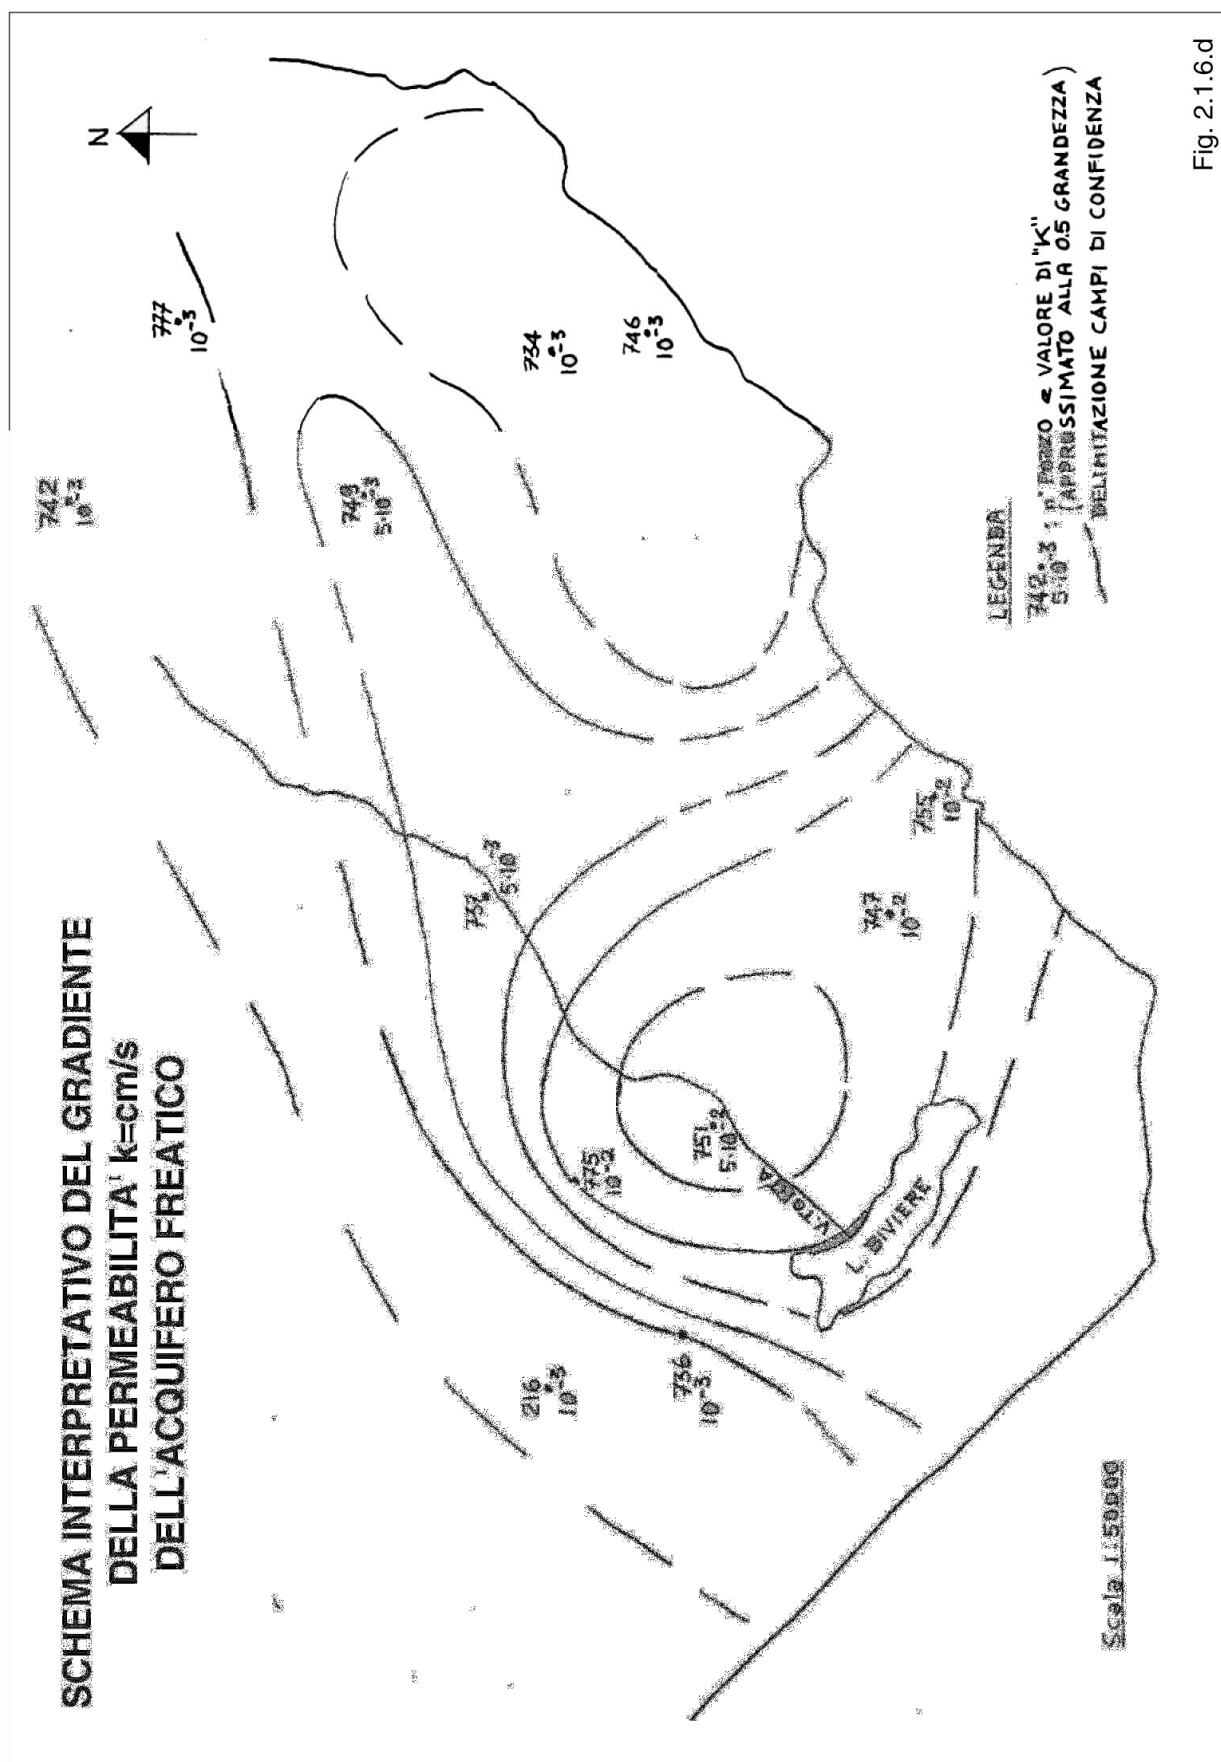 SCHEMA INTERPRETATIVO DEL GRADIENTE
DELLA PERMEABILITA' k=cm/s
DELL'ACQUIFERO FREATICO
N
742
777
10⁻³
749
5·10⁻³
734
10⁻³
746
10⁻³
737
5·10⁻³
755
10⁻²
747
10⁻²
775
10⁻²
751
5·10⁻²
216
736
10⁻³
V. TORTA
L. BIVIERE
LEGENDA
742
5·10⁻³ : n° POZZO e VALORE DI "K"
(APPROSSIMATO ALLA 0.5 GRANDEZZA)
DELIMITAZIONE CAMPI DI CONFIDENZA
Scala 1:50000
Fig. 2.1.6.d